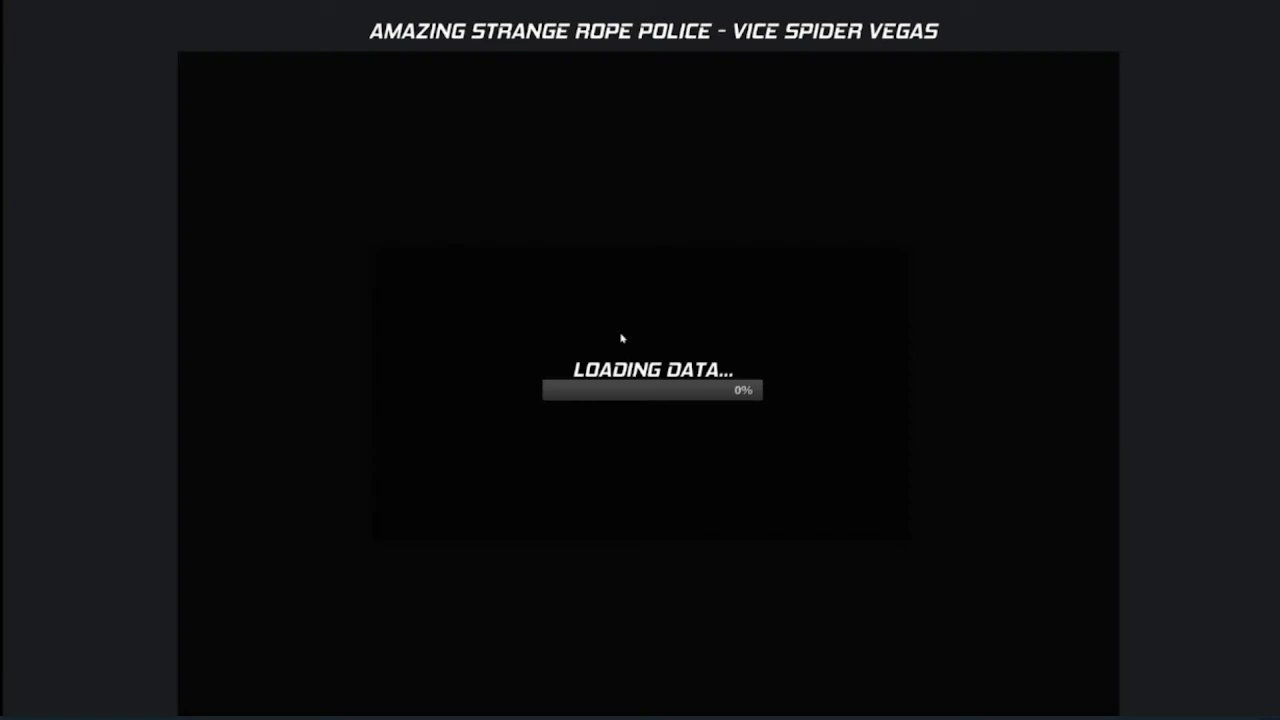 AMAZING STRANGE ROPE POLICE - VICE SPIDER VEGAS
LOADING DATA...
0%